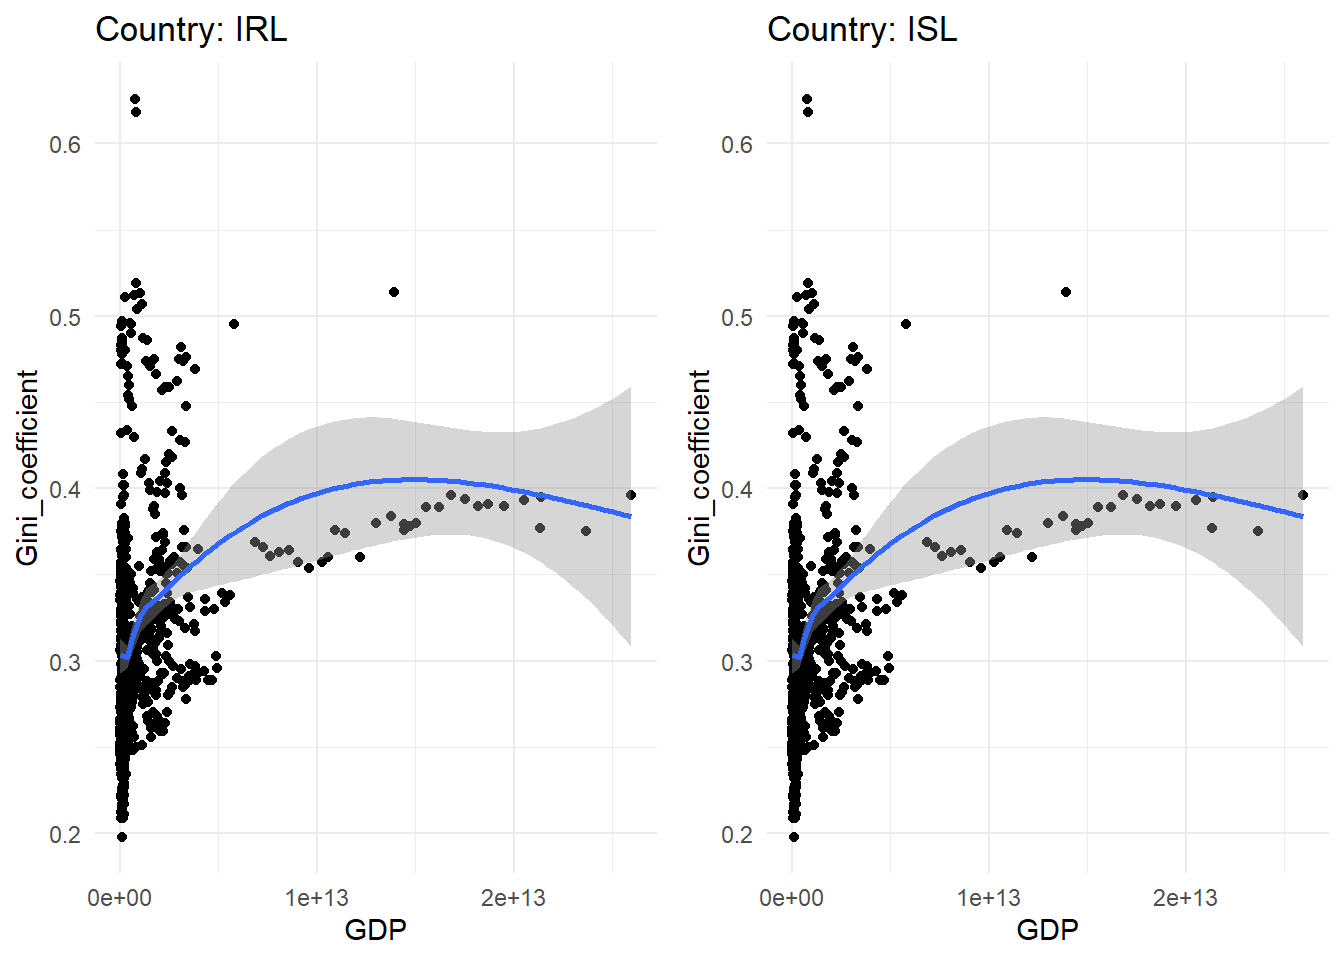 Country: IRL
Country: ISL
Gini_coefficient
0.6
0.5
0.4
0.3
0.2
0e+00
1e+13
2e+13
GDP
Gini_coefficient
0.6
0.5
0.4
0.3
0.2
0e+00
1e+13
2e+13
GDP